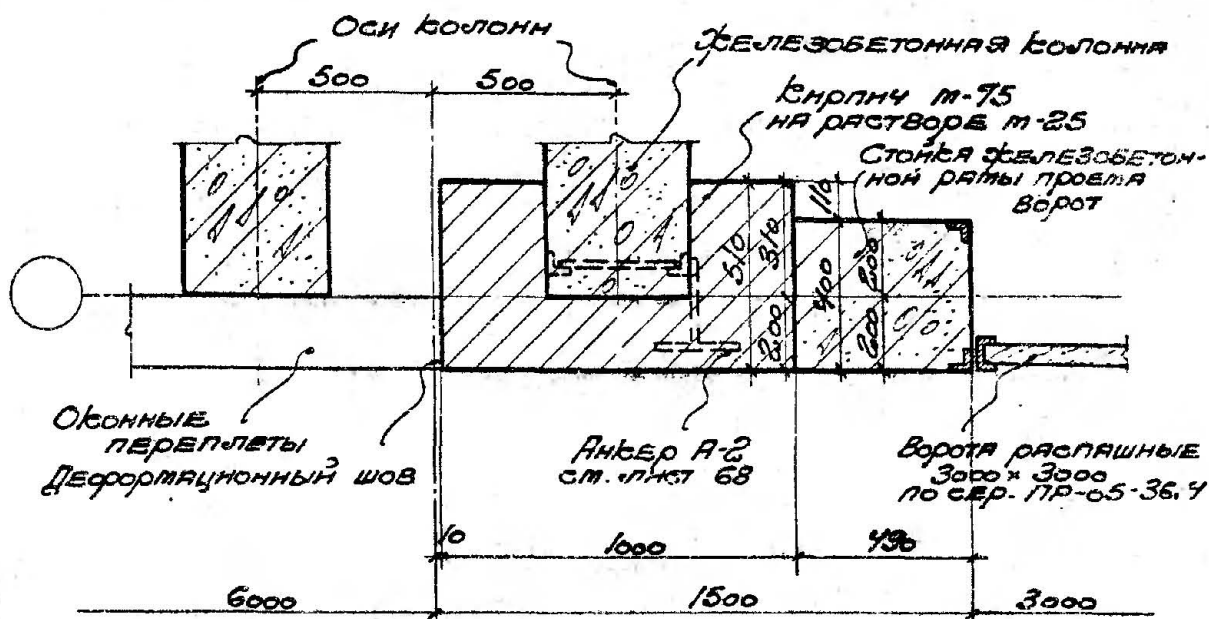 Оси колонн
Железобетонная колонна
500
500
Кирпич М-75
на растворе М-25
Стойка железобетон-
ной рамы проема
ворот
110
510
310
400
200
200
200
Оконные
переплеты
Деформационный шов
Анкер А-2
см. лист 68
Ворота распашные
3000×3000
по сер. ПР-05-36.4
10
1000
490
6000
1500
3000